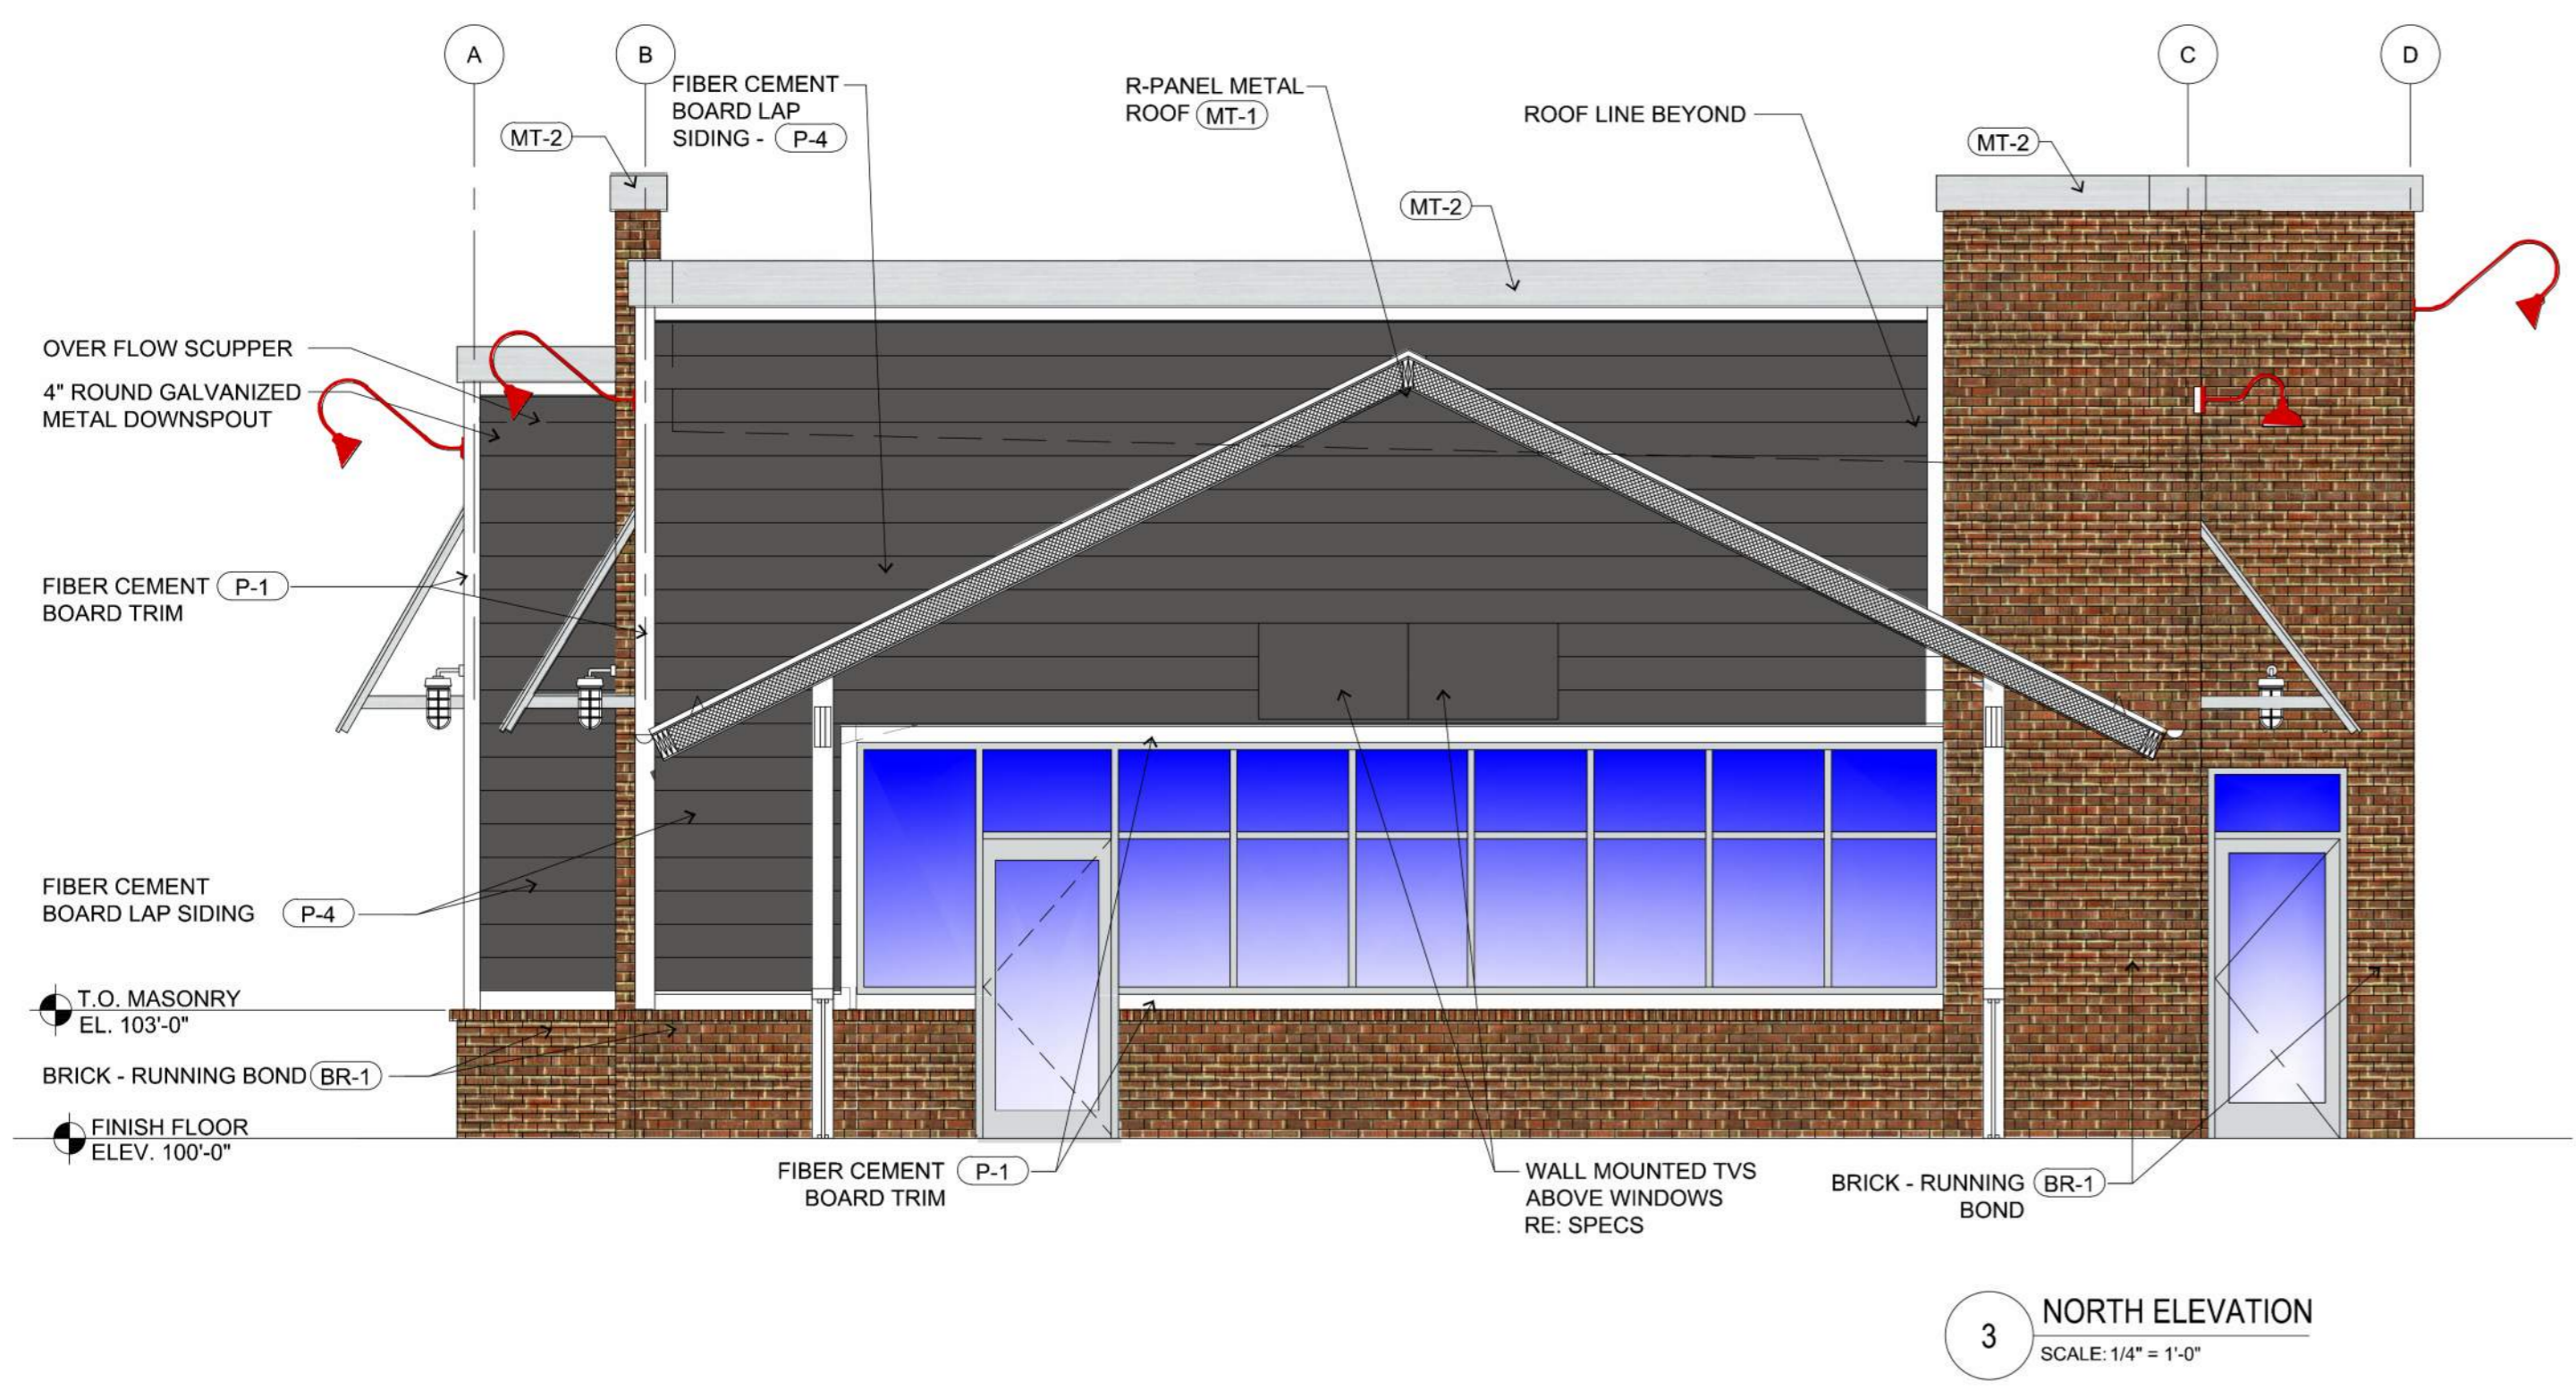 A
B
C
D
FIBER CEMENT
BOARD LAP
SIDING - P-4
MT-2
R-PANEL METAL
ROOF MT-1
ROOF LINE BEYOND
MT-2
MT-2
OVER FLOW SCUPPER
4" ROUND GALVANIZED
METAL DOWNSPOUT
FIBER CEMENT P-1
BOARD TRIM
FIBER CEMENT
BOARD LAP SIDING P-4
T.O. MASONRY
EL. 103'-0"
BRICK - RUNNING BOND BR-1
FINISH FLOOR
ELEV. 100'-0"
FIBER CEMENT P-1
BOARD TRIM
WALL MOUNTED TVS
ABOVE WINDOWS
RE: SPECS
BRICK - RUNNING BR-1
BOND
3
NORTH ELEVATION
SCALE: 1/4" = 1'-0"